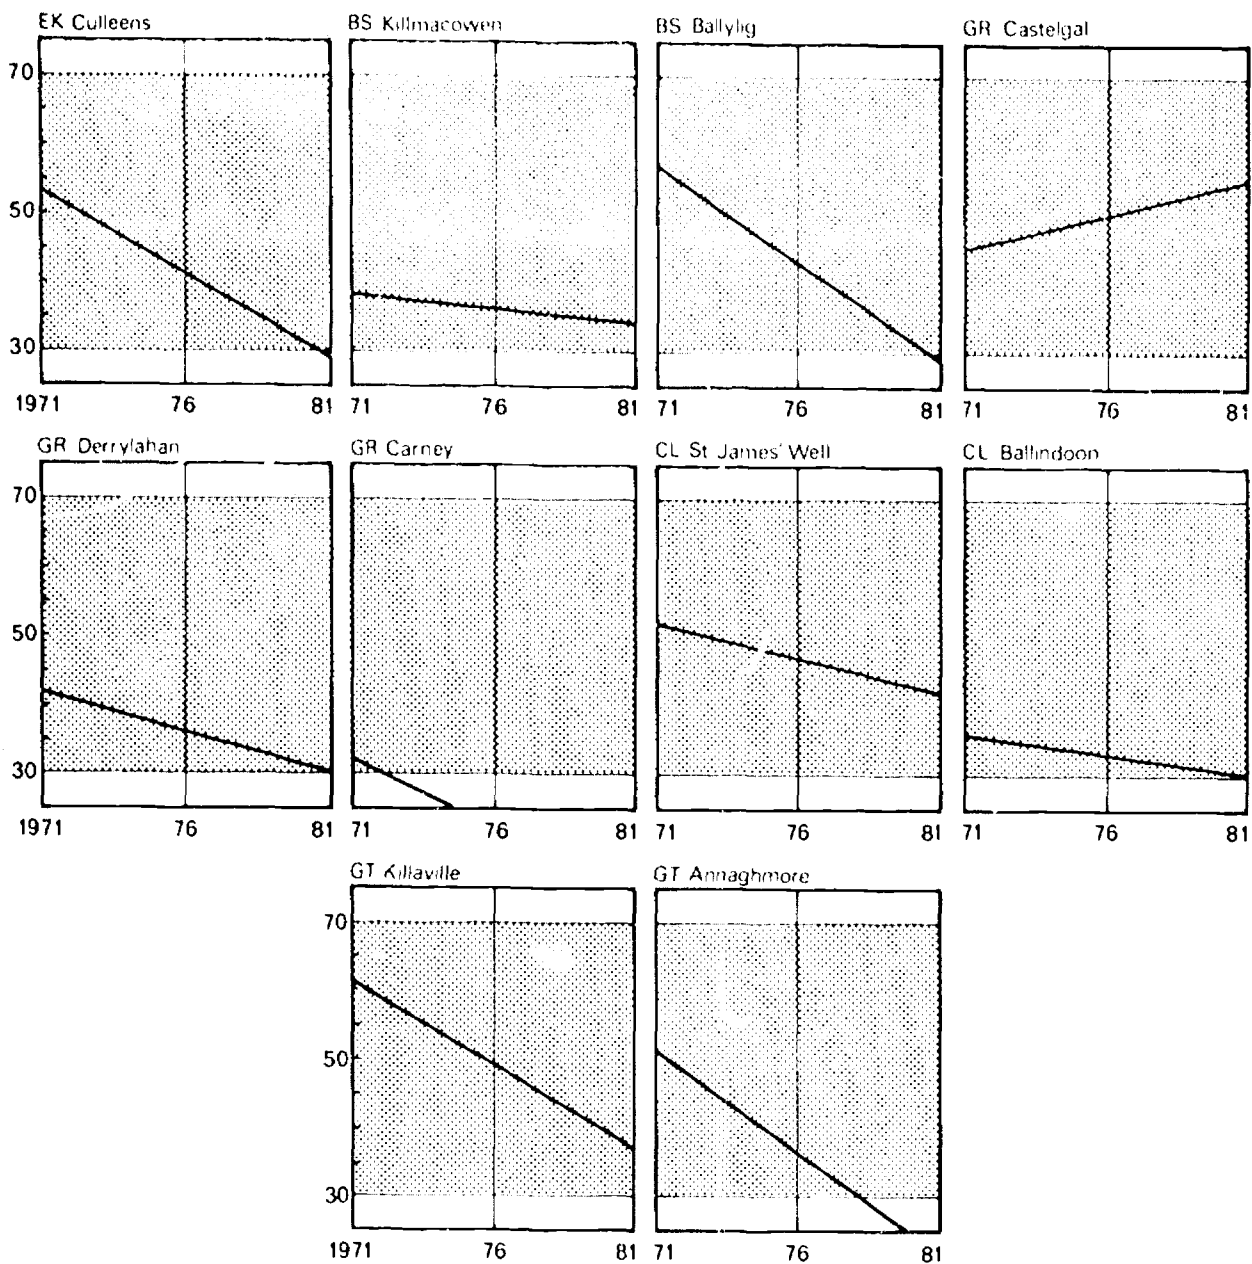 EK Culleens
BS Killmacowen
BS Ballylig
GR Castelgal
70
50
30
1971 76 81
71 76 81
71 76 81
71 76 81
GR Derrylahan
GR Carney
CL St James' Well
CL Ballindoon
70
50
30
1971 76 81
71 76 81
71 76 81
71 76 81
GT Killaville
GT Annaghmore
70
50
30
1971 76 81
71 76 81